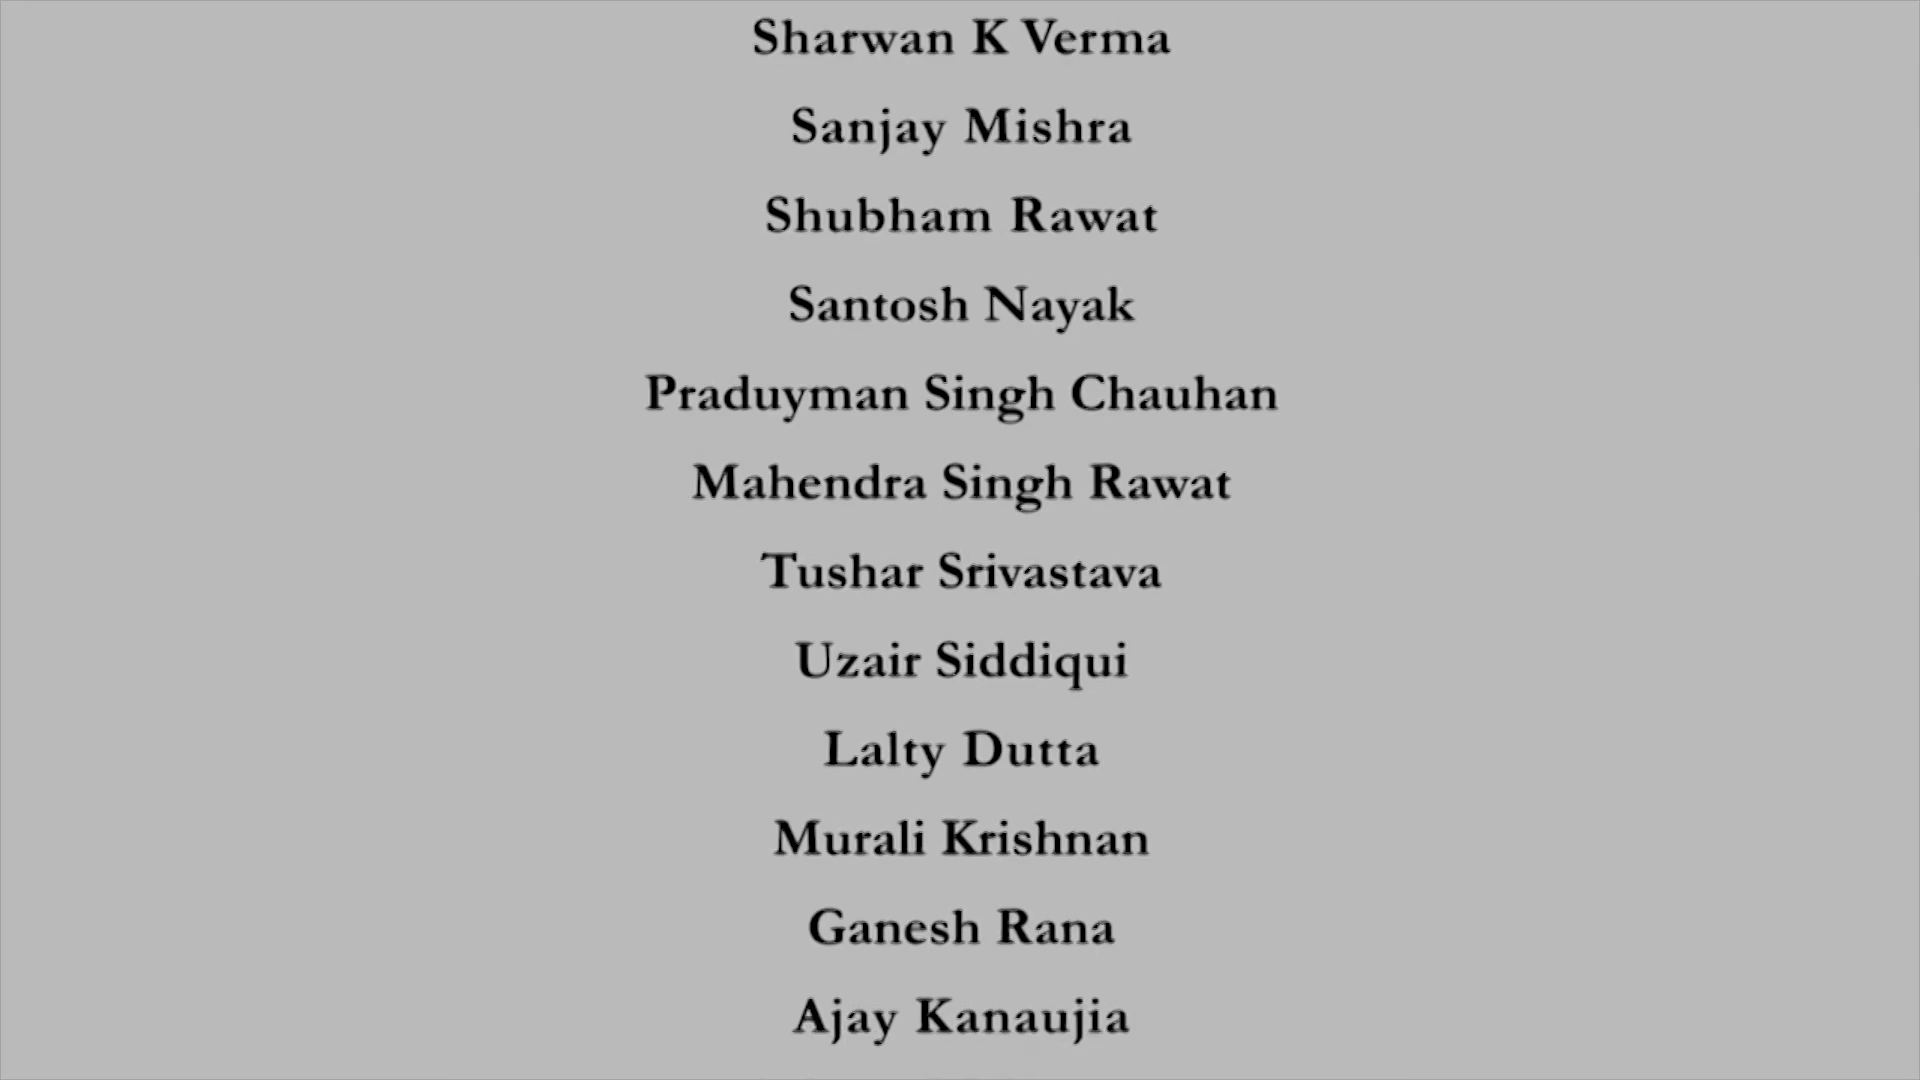 Sharwan K Verma
Sanjay Mishra
Shubham Rawat
Santosh Nayak
Praduyman Singh Chauhan
Mahendra Singh Rawat
Tushar Srivastava
Uzair Siddiqui
Lalty Dutta
Murali Krishnan
Ganesh Rana
Ajay Kanaujia